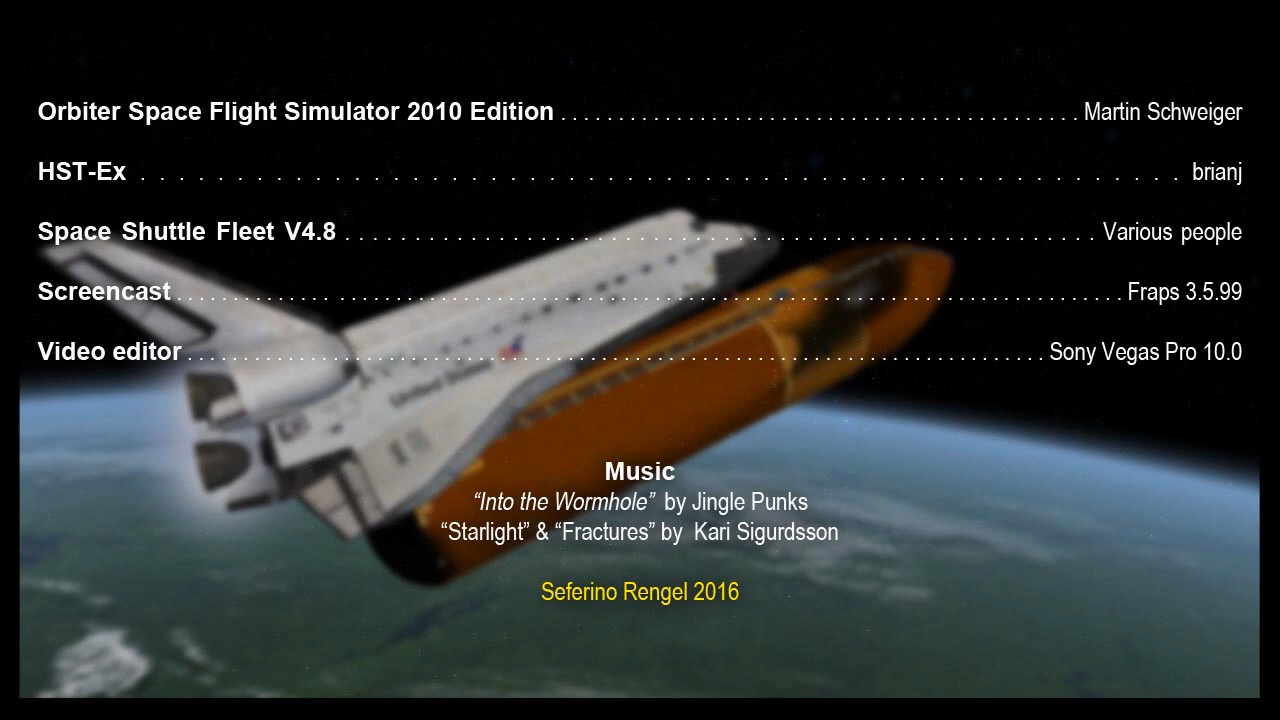 Orbiter Space Flight Simulator 2010 Edition . . . . . . . . . . . . . . . . . . . . . . . . . . . . . . . . . . . . . . . . . . . Martin Schweiger
HST-Ex . . . . . . . . . . . . . . . . . . . . . . . . . . . . . . . . . . . . . . . . . . . . . . . . . . . . . . brianj
Space Shuttle Fleet V4.8 . . . . . . . . . . . . . . . . . . . . . . . . . . . . . . . . . . . . . . . . . . . . . . . . . . . . . . . . . . . . . Various people
Screencast . . . . . . . . . . . . . . . . . . . . . . . . . . . . . . . . . . . . . . . . . . . . . . . . . . . . . . . . . . . . . . . . . . . . . . . . . . . Fraps 3.5.99
Video editor . . . . . . . . . . . . . . . . . . . . . . . . . . . . . . . . . . . . . . . . . . . . . . . . . . . . . . . . . . . . . . . . . . . . . Sony Vegas Pro 10.0
United States
Music
“Into the Wormhole” by Jingle Punks
“Starlight” & “Fractures” by Kari Sigurdsson
Seferino Rengel 2016